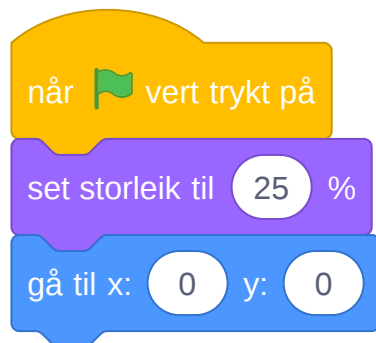 når vert trykt på
set storleik til 25 %
gå til x: 0 y: 0